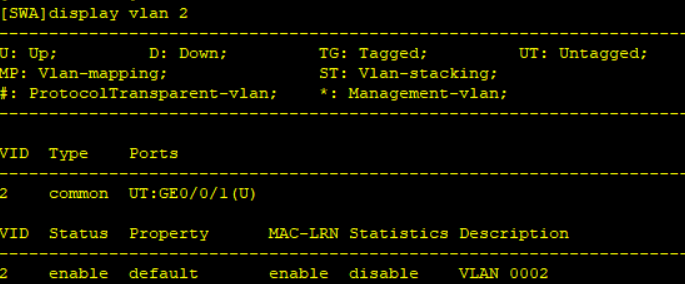 [SWA]display vlan 2
--------------------------------------------------------------------------------
U: Up;         D: Down;         TG: Tagged;         UT: Untagged;
MP: Vlan-mapping;               ST: Vlan-stacking;
#: ProtocolTransparent-vlan;    *: Management-vlan;
--------------------------------------------------------------------------------
VID  Type    Ports
--------------------------------------------------------------------------------
2    common  UT:GE0/0/1(U)
VID  Status  Property      MAC-LRN Statistics Description
--------------------------------------------------------------------------------
2    enable  default       enable  disable    VLAN 0002